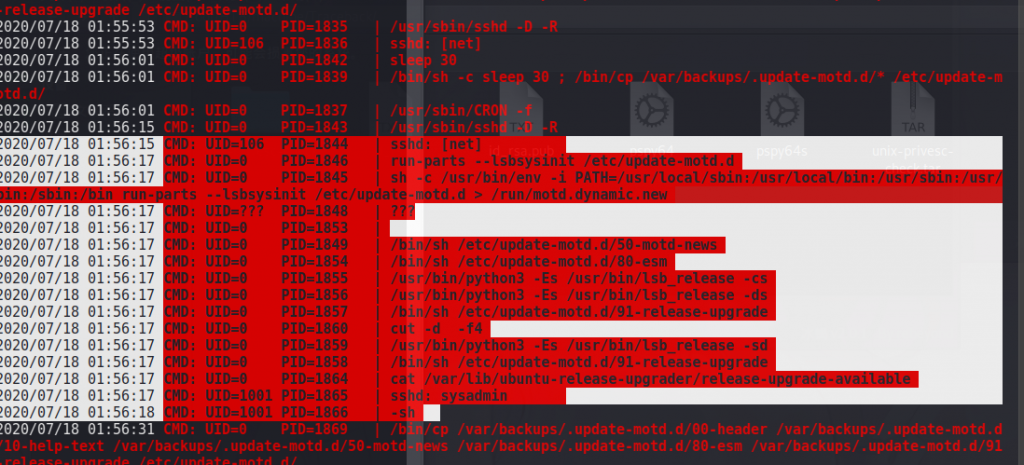 -release-upgrade /etc/update-motd.d/
2020/07/18 01:55:53 CMD: UID=0 PID=1835 | /usr/sbin/sshd -D -R
2020/07/18 01:55:53 CMD: UID=106 PID=1836 | sshd: [net]
2020/07/18 01:56:01 CMD: UID=0 PID=1842 | sleep 30
2020/07/18 01:56:01 CMD: UID=0 PID=1839 | /bin/sh -c sleep 30 ; /bin/cp /var/backups/.update-motd.d/* /etc/update-m
otd.d/
2020/07/18 01:56:01 CMD: UID=0 PID=1837 | /usr/sbin/CRON -f
2020/07/18 01:56:15 CMD: UID=0 PID=1843 | /usr/sbin/sshd -D -R
TAR
2020/07/18 01:56:15 CMD: UID=106 PID=1844 | sshd: [net]
id_rsa.pub pspy64 pspy64s unix-privesc-
2020/07/18 01:56:17 CMD: UID=0 PID=1846 | run-parts --lsbsysinit /etc/update-motd.d
2020/07/18 01:56:17 CMD: UID=0 PID=1845 | sh -c /usr/bin/env -i PATH=/usr/local/sbin:/usr/local/bin:/usr/sbin:/usr/
bin:/sbin:/bin run-parts --lsbsysinit /etc/update-motd.d > /run/motd.dynamic.new
2020/07/18 01:56:17 CMD: UID=??? PID=1848 | ???
2020/07/18 01:56:17 CMD: UID=0 PID=1853 |
2020/07/18 01:56:17 CMD: UID=0 PID=1849 | /bin/sh /etc/update-motd.d/50-motd-news
2020/07/18 01:56:17 CMD: UID=0 PID=1854 | /bin/sh /etc/update-motd.d/80-esm
2020/07/18 01:56:17 CMD: UID=0 PID=1855 | /usr/bin/python3 -Es /usr/bin/lsb_release -cs
2020/07/18 01:56:17 CMD: UID=0 PID=1856 | /usr/bin/python3 -Es /usr/bin/lsb_release -ds
2020/07/18 01:56:17 CMD: UID=0 PID=1857 | /bin/sh /etc/update-motd.d/91-release-upgrade
2020/07/18 01:56:17 CMD: UID=0 PID=1860 | cut -d -f4
2020/07/18 01:56:17 CMD: UID=0 PID=1859 | /usr/bin/python3 -Es /usr/bin/lsb_release -sd
2020/07/18 01:56:17 CMD: UID=0 PID=1858 | /bin/sh /etc/update-motd.d/91-release-upgrade
2020/07/18 01:56:17 CMD: UID=0 PID=1864 | cat /var/lib/ubuntu-release-upgrader/release-upgrade-available
2020/07/18 01:56:17 CMD: UID=1001 PID=1865 | sshd: sysadmin
2020/07/18 01:56:18 CMD: UID=1001 PID=1866 | -sh
2020/07/18 01:56:31 CMD: UID=0 PID=1869 | /bin/cp /var/backups/.update-motd.d/00-header /var/backups/.update-motd.d
/10-help-text /var/backups/.update-motd.d/50-motd-news /var/backups/.update-motd.d/80-esm /var/backups/.update-motd.d/91
-release-upgrade /etc/update-motd.d/